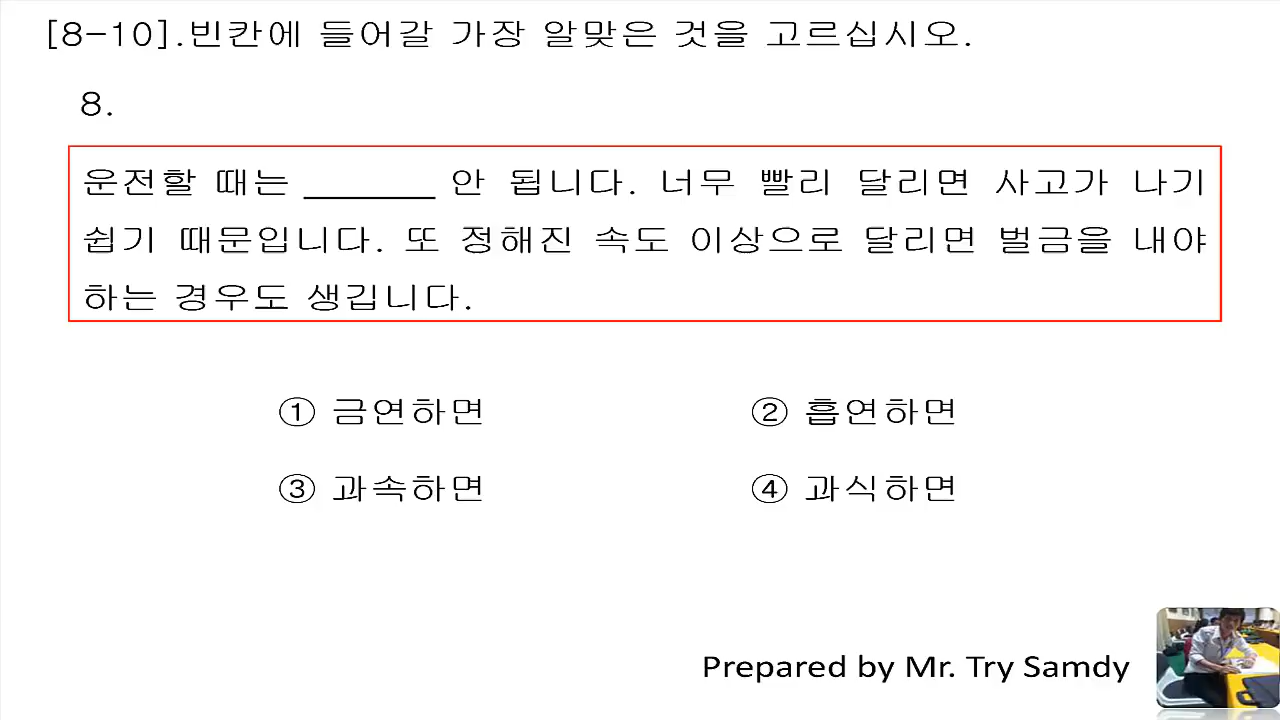 [8-10].빈칸에 들어갈 가장 알맞은 것을 고르십시오.
8.
운전할 때는 _______ 안 됩니다. 너무 빨리 달리면 사고가 나기
쉽기 때문입니다. 또 정해진 속도 이상으로 달리면 벌금을 내야
하는 경우도 생깁니다.
① 금연하면 ② 흡연하면
③ 과속하면 ④ 과식하면
Prepared by Mr. Try Samdy